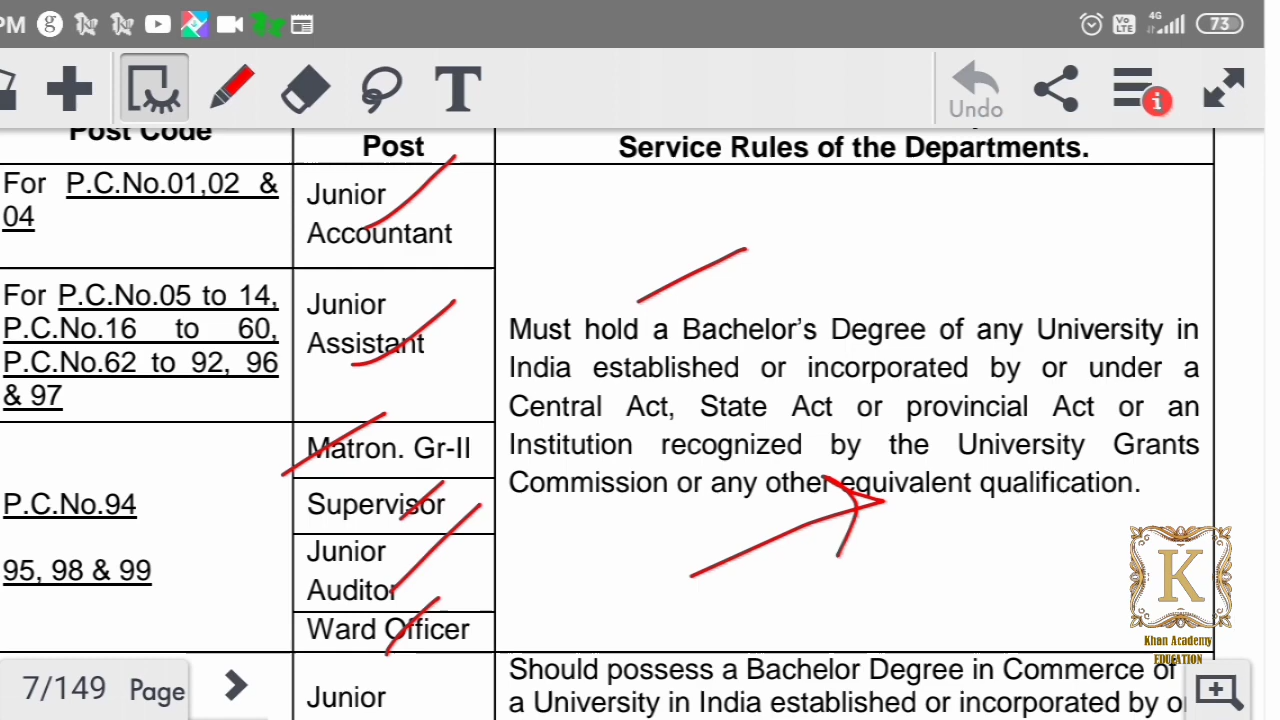 PM
4G
Vo
LTE
73
T
Undo
Post Code
Post
Service Rules of the Departments.
For P.C.No.01,02 &
04
Junior
Accountant
For P.C.No.05 to 14,
P.C.No.16 to 60,
P.C.No.62 to 92, 96
& 97
Junior
Assistant
Must hold a Bachelor’s Degree of any University in
India established or incorporated by or under a
Central Act, State Act or provincial Act or an
Institution recognized by the University Grants
Commission or any other equivalent qualification.
Matron. Gr-II
P.C.No.94
Supervisor
95, 98 & 99
Junior
Auditor
Ward Officer
K
Khan Academy
EDUCATION
Junior
Should possess a Bachelor Degree in Commerce of
a University in India established or incorporated by or
7/149 Page